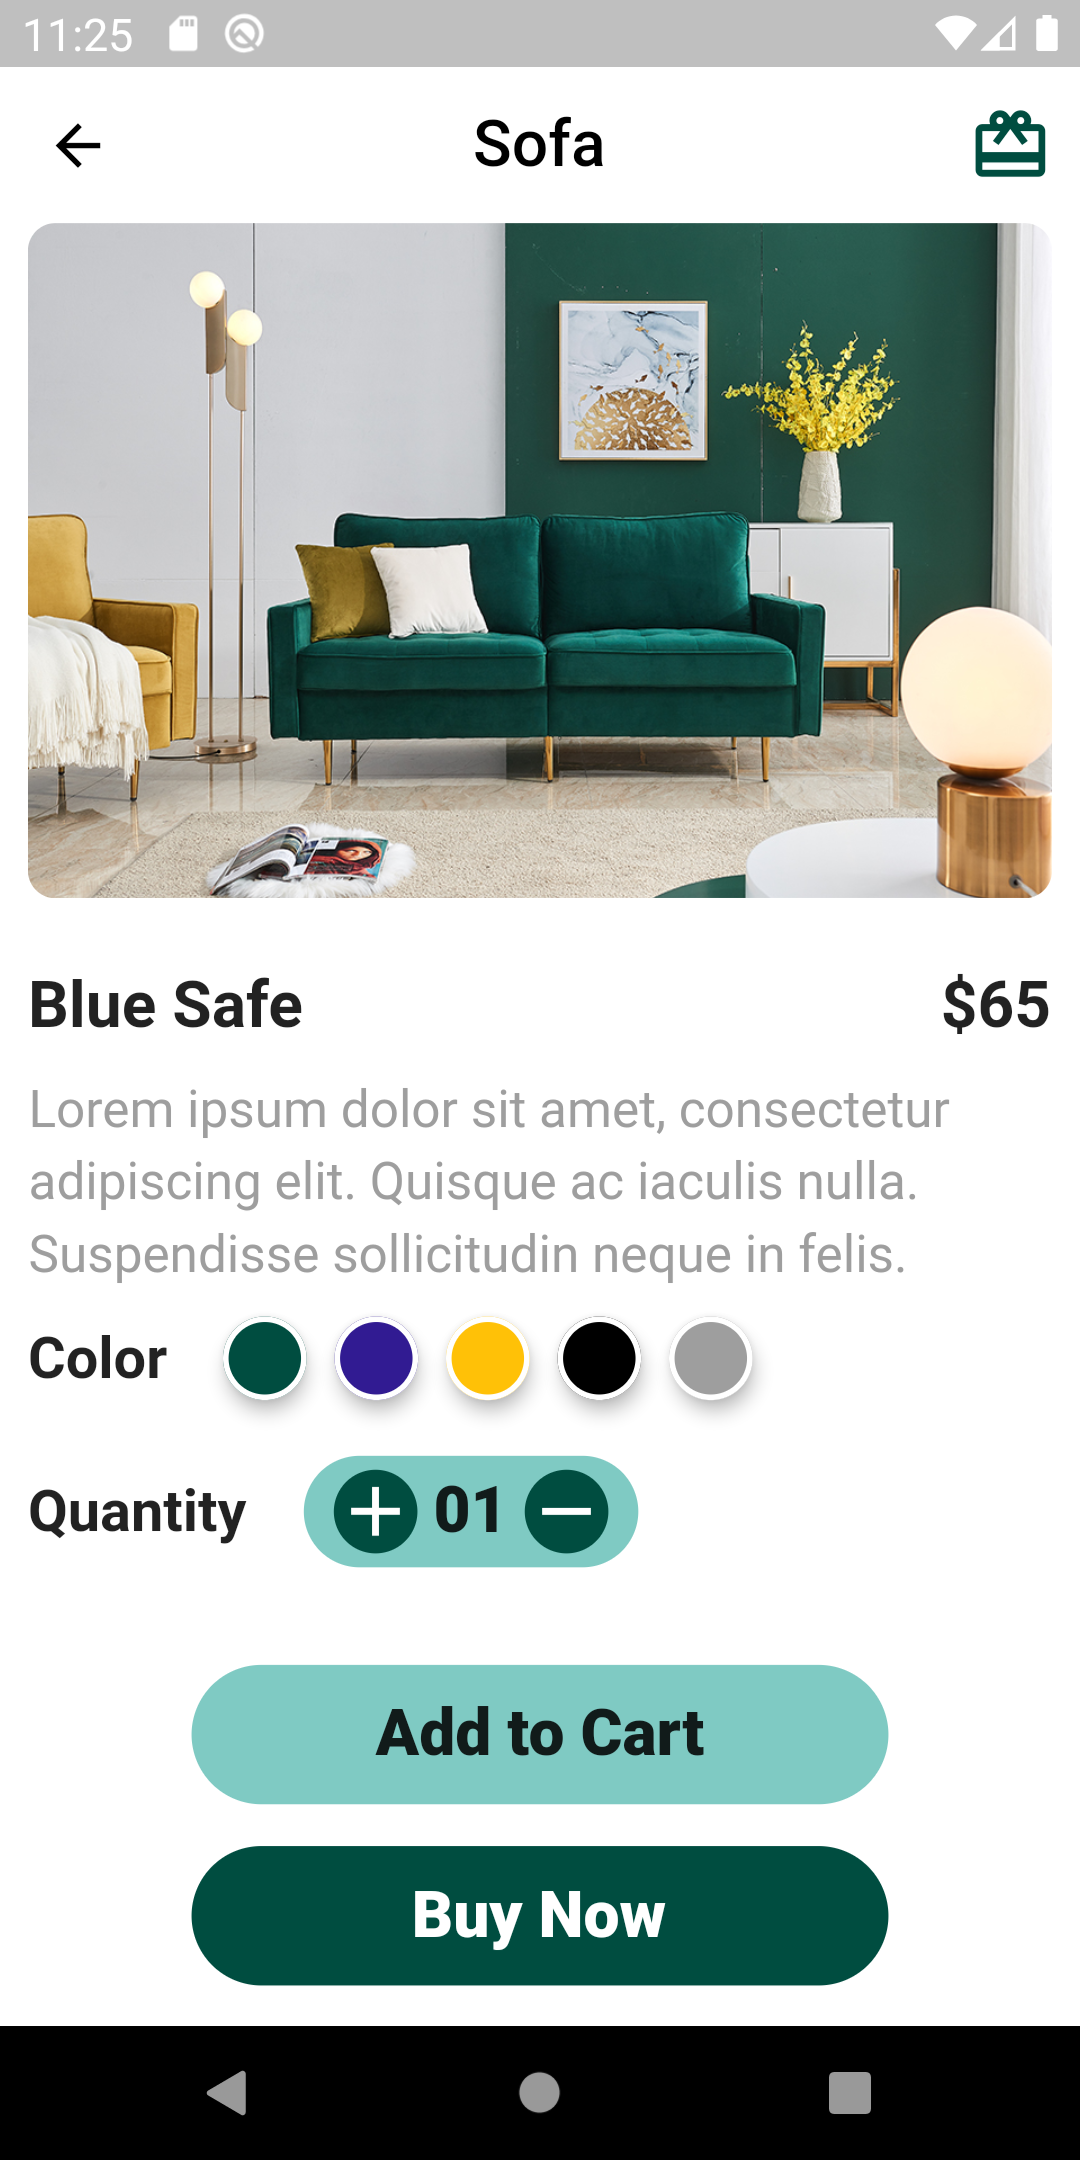 11:25
Sofa
Blue Safe
$65
Lorem ipsum dolor sit amet, consectetur
adipiscing elit. Quisque ac iaculis nulla.
Suspendisse sollicitudin neque in felis.
Color
Quantity
01
Add to Cart
Buy Now